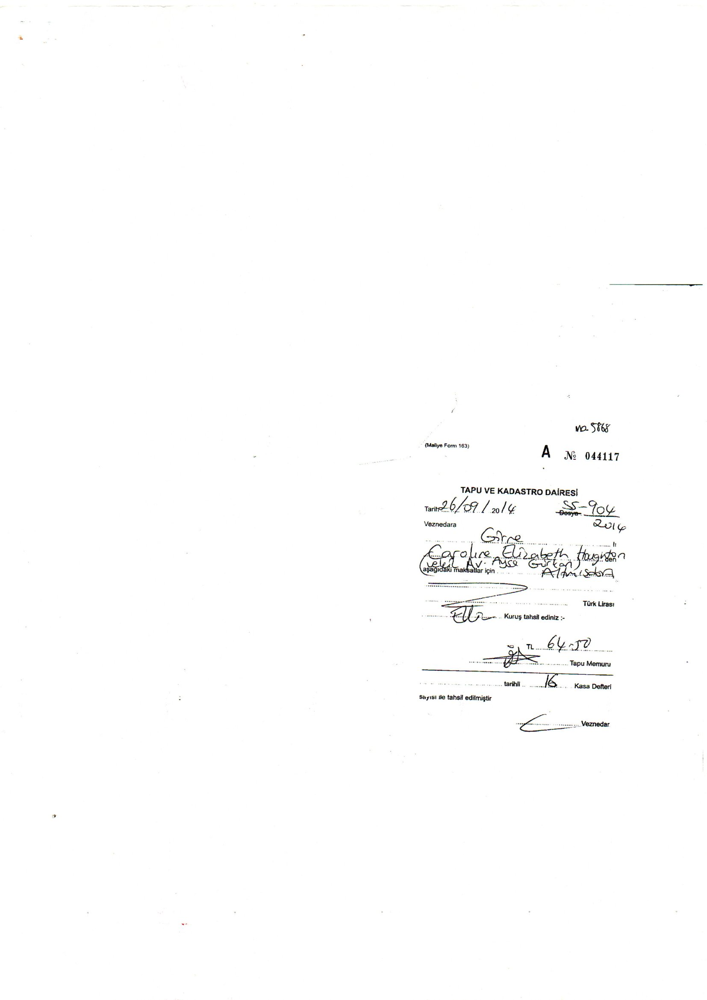 no. 5868
(Maliye Form 163)
A № 044117
TAPU VE KADASTRO DAİRESİ
Tarih 26/09/2014 SS-904
Dosya 2014
Veznedara
Girne
Caroline Elizabeth Haughton den
(vekil Av. Ayse Gürkan)
aşağıdaki maksatlar için
Türk Lirası
Elli Kuruş tahsil ediniz :-
TL 64.50
Tapu Memuru
tarihli 16 Kasa Defteri
Sayısı ile tahsil edilmiştir
Veznedar